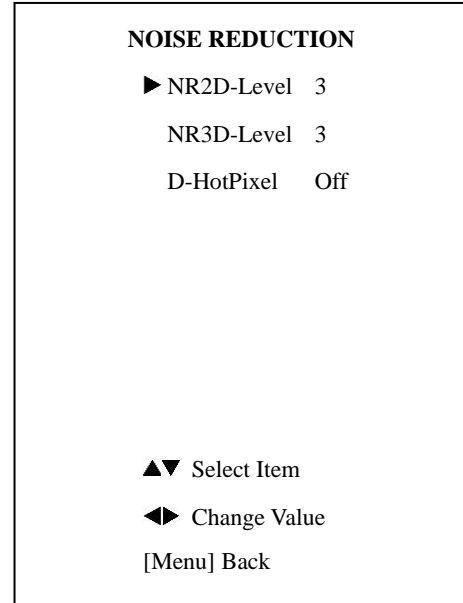 NOISE REDUCTION
▶ NR2D-Level 3
NR3D-Level 3
D-HotPixel Off
▲▼ Select Item
◀▶ Change Value
[Menu] Back